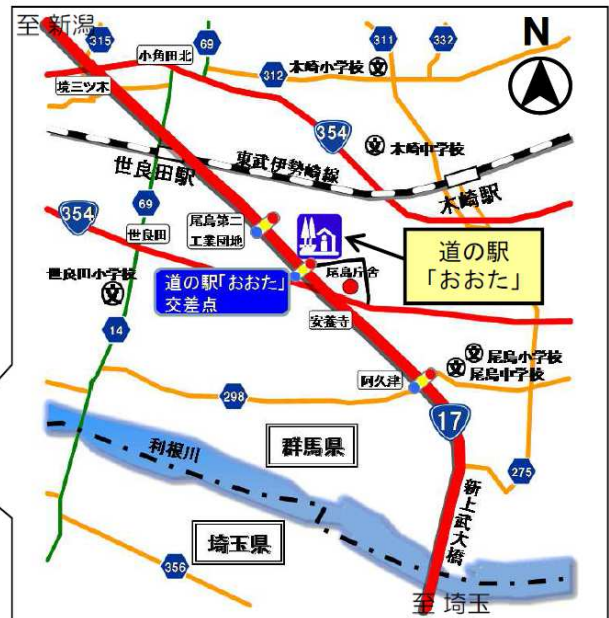 至 新潟
315
小角田北
69
312
木崎小学校
311
332
N
境三ツ木
354
木崎中学校
東武伊勢崎線
世良田駅
木崎駅
69
354
世良田
尾島第二
工業団地
道の駅
「おおた」
世良田小学校
道の駅「おおた」
交差点
尾島庁舎
安養寺
14
尾島小学校
尾島中学校
阿久津
298
17
群馬県
利根川
275
新上武大橋
埼玉県
356
至 埼玉